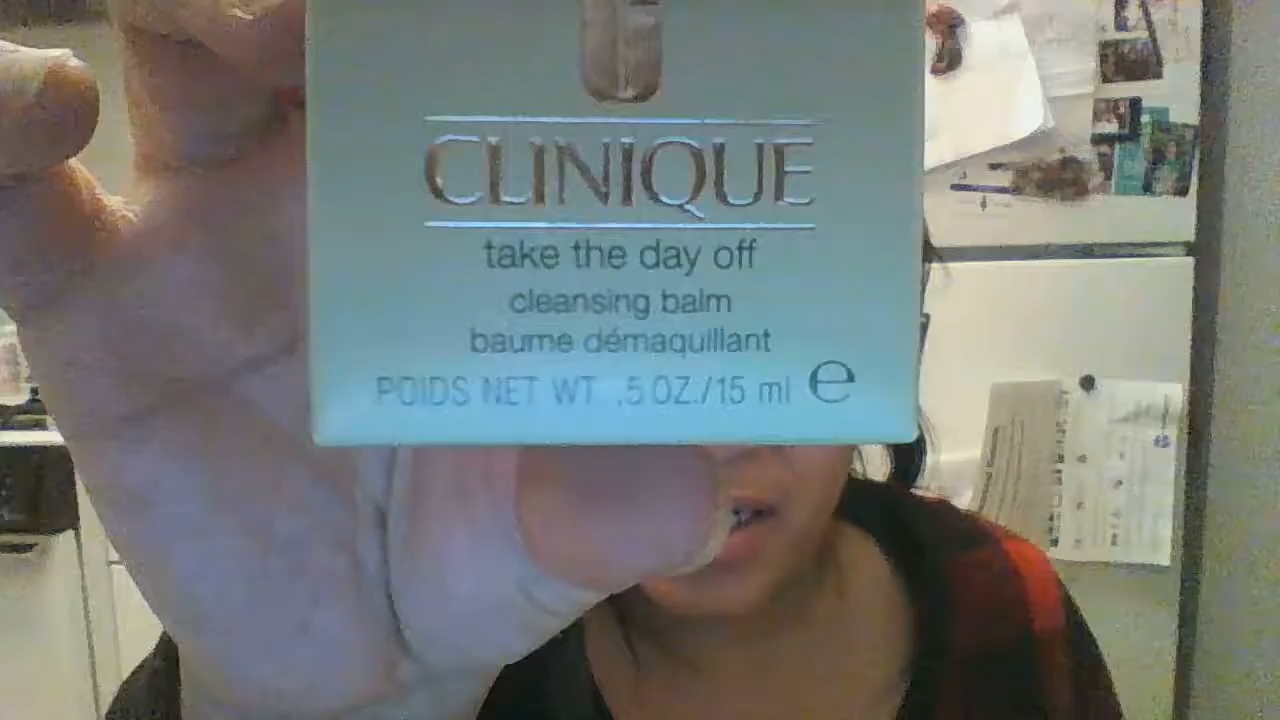 CLINIQUE
take the day off
cleansing balm
baume démaquillant
POIDS NET WT .5 OZ./15 ml e